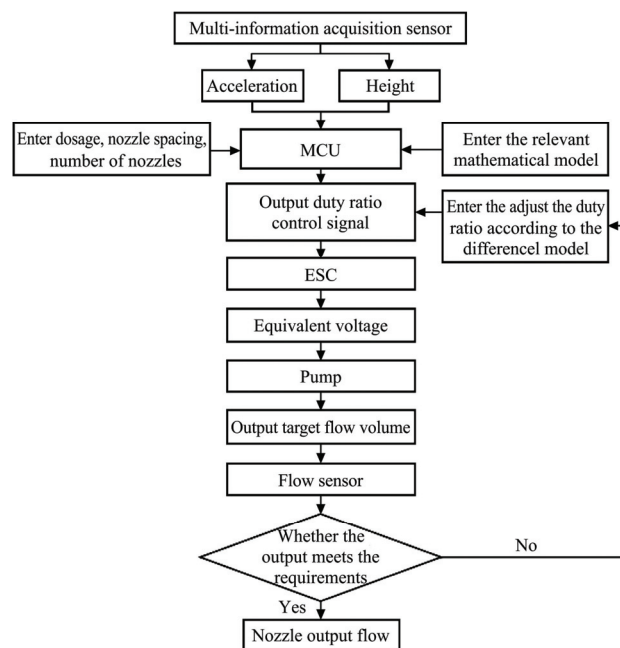 Multi-information acquisition sensor
Acceleration
Height
Enter dosage, nozzle spacing,
number of nozzles
MCU
Enter the relevant
mathematical model
Output duty ratio
control signal
Enter the adjust the duty
ratio according to the
differencel model
ESC
Equivalent voltage
Pump
Output target flow volume
Flow sensor
Whether the
output meets the
requirements
No
Yes
Nozzle output flow